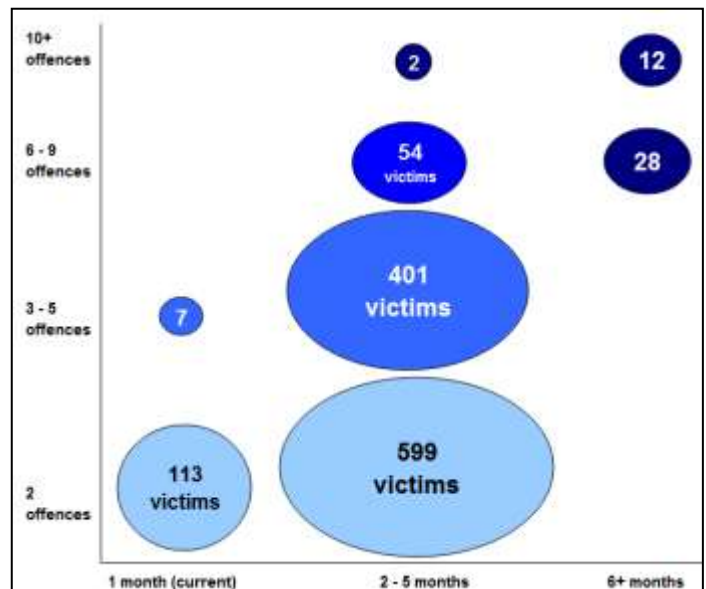 10+
offences
2
12
6 - 9
offences
54
victims
28
401
victims
3 - 5
offences
7
599
victims
113
victims
2
offences
1 month (current)
2 - 5 months
6+ months